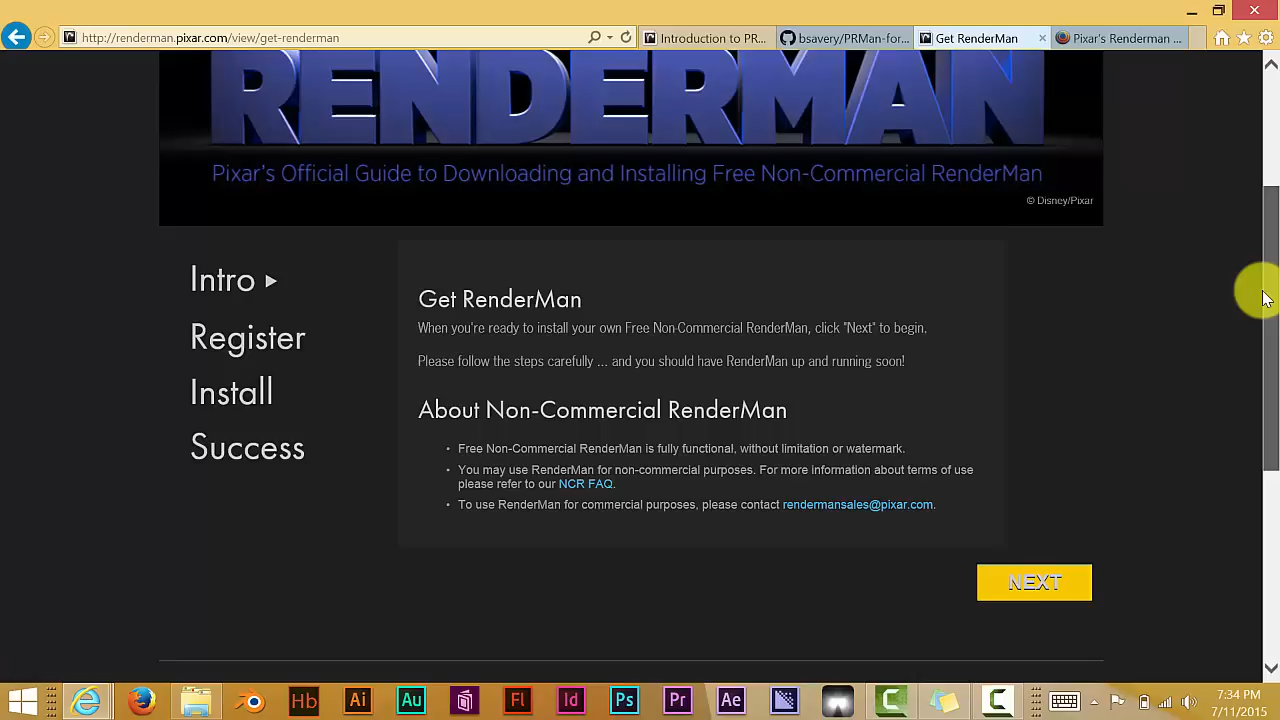 http://renderman.pixar.com/view/get-renderman
Introduction to PR...
bsavery/PRMan-for...
Get RenderMan
Pixar's Renderman ...
RENDERMAN
Pixar's Official Guide to Downloading and Installing Free Non-Commercial RenderMan
© Disney/Pixar
Intro
Register
Install
Success
Get RenderMan
When you're ready to install your own Free Non-Commercial RenderMan, click "Next" to begin.
Please follow the steps carefully ... and you should have RenderMan up and running soon!
About Non-Commercial RenderMan
• Free Non-Commercial RenderMan is fully functional, without limitation or watermark.
• You may use RenderMan for non-commercial purposes. For more information about terms of use
please refer to our NCR FAQ.
• To use RenderMan for commercial purposes, please contact rendermansales@pixar.com.
NEXT
Hb
Ai
Au
Fl
Id
Ps
Pr
Ae
C
C
7:34 PM
7/11/2015